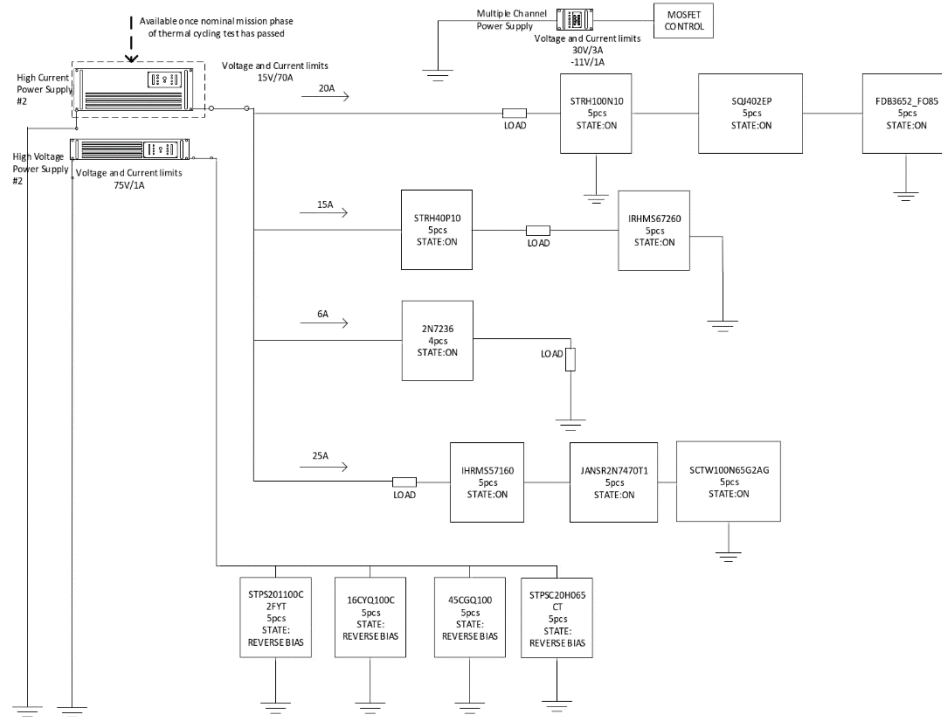 Available once nominal mission phase
of thermal cycling test has passed
Multiple Channel
Power Supply
Voltage and Current limits
30V/3A
-11V/1A
MOSFET
CONTROL
High Current
Power Supply
#2
Voltage and Current limits
15V/70A
High Voltage
Power Supply
#2
Voltage and Current limits
75V/1A
20A
LOAD
STRH100N10
5pcs
STATE:ON
SQJ402EP
5pcs
STATE:ON
FDB3652_FO85
5pcs
STATE:ON
15A
STRH40P10
5pcs
STATE:ON
LOAD
IRHMS67260
5pcs
STATE:ON
6A
2N7236
4pcs
STATE:ON
LOAD
25A
LOAD
IHRMS57160
5pcs
STATE:ON
JANSR2N7470T1
5pcs
STATE:ON
SCTW100N65G2AG
5pcs
STATE:ON
STPS201100C
2FYT
5pcs
STATE:
REVERSE BIAS
16CYQ100C
5pcs
STATE:
REVERSE BIAS
45CGQ100
5pcs
STATE:
REVERSE BIAS
STPSC20H065
CT
5pcs
STATE:
REVERSE BIAS